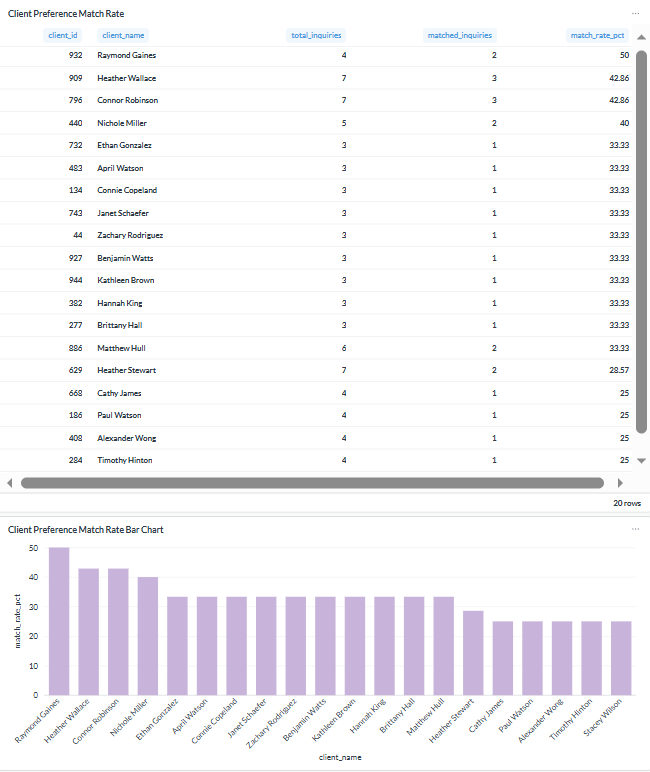 Client Preference Match Rate
client_id client_name total_inquiries matched_inquiries match_rate_pct
932 Raymond Gaines 4 2 50
909 Heather Wallace 7 3 42.86
796 Connor Robinson 7 3 42.86
440 Nichole Miller 5 2 40
732 Ethan Gonzalez 3 1 33.33
483 April Watson 3 1 33.33
134 Connie Copeland 3 1 33.33
743 Janet Schaefer 3 1 33.33
44 Zachary Rodriguez 3 1 33.33
927 Benjamin Watts 3 1 33.33
944 Kathleen Brown 3 1 33.33
382 Hannah King 3 1 33.33
277 Brittany Hall 3 1 33.33
886 Matthew Hull 6 2 33.33
629 Heather Stewart 7 2 28.57
668 Cathy James 4 1 25
186 Paul Watson 4 1 25
408 Alexander Wong 4 1 25
284 Timothy Hinton 4 1 25
20 rows
Client Preference Match Rate Bar Chart
match_rate_pct
50
40
30
20
10
0
Raymond Gaines
Heather Wallace
Connor Robinson
Nichole Miller
Ethan Gonzalez
April Watson
Connie Copeland
Janet Schaefer
Zachary Rodriguez
Benjamin Watts
Kathleen Brown
Hannah King
Brittany Hall
Matthew Hull
Heather Stewart
Cathy James
Paul Watson
Alexander Wong
Timothy Hinton
Stacey Wilson
client_name